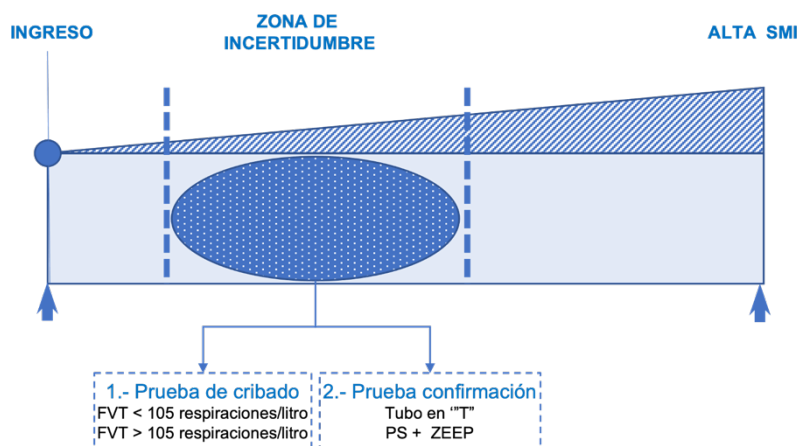 INGRESO
ZONA DE
INCERTIDUMBRE
ALTA SMI
1.- Prueba de cribado
FVT < 105 respiraciones/litro
FVT > 105 respiraciones/litro
2.- Prueba confirmación
Tubo en ‘”T”
PS + ZEEP